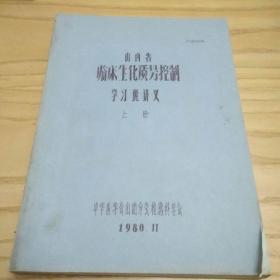 山西省
临床生化质量控制
学习班讲义
上册
中华医学会山西分会检验科学会
1980.11